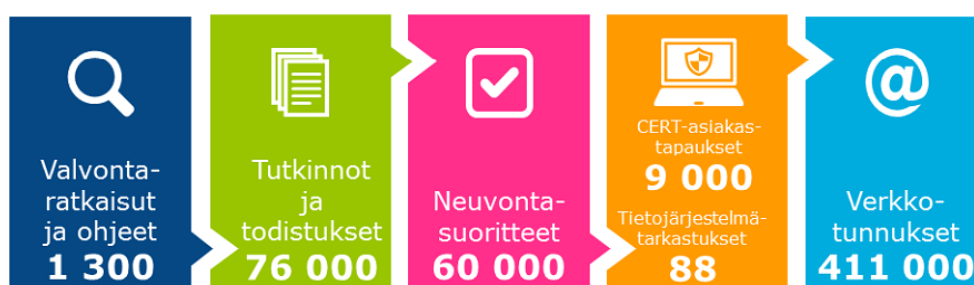 Valvonta-
ratkaisut
ja ohjeet
1 300
Tutkinnot
ja
todistukset
76 000
Neuvonta-
suoritteet
60 000
CERT-asiakas-
tapaukset
9 000
Tietojärjestelmä-
tarkastukset
88
@
Verkko-
tunnukset
411 000